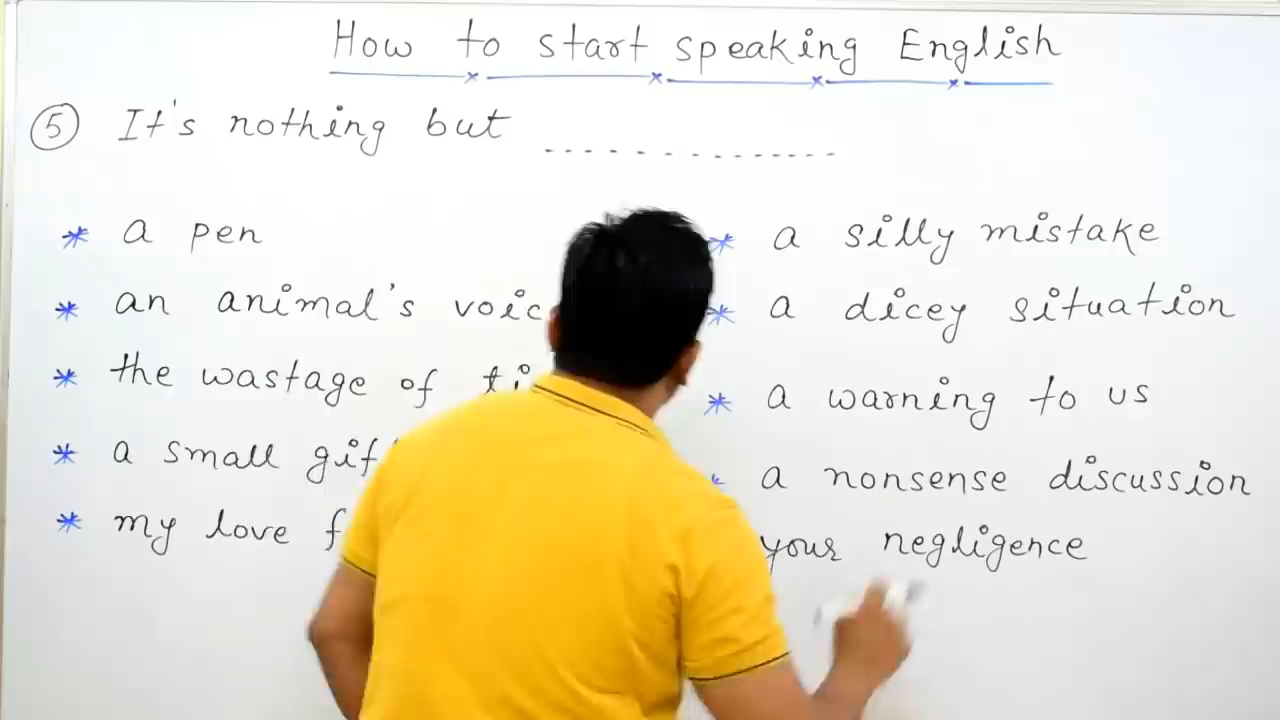 How to start speaking English
5 It's nothing but ...............
* a pen
* an animal's
* the wastage of
* a small
* my love
* a silly mistake
* a dicey situation
* a warning to us
* a nonsense discussion
your negligence